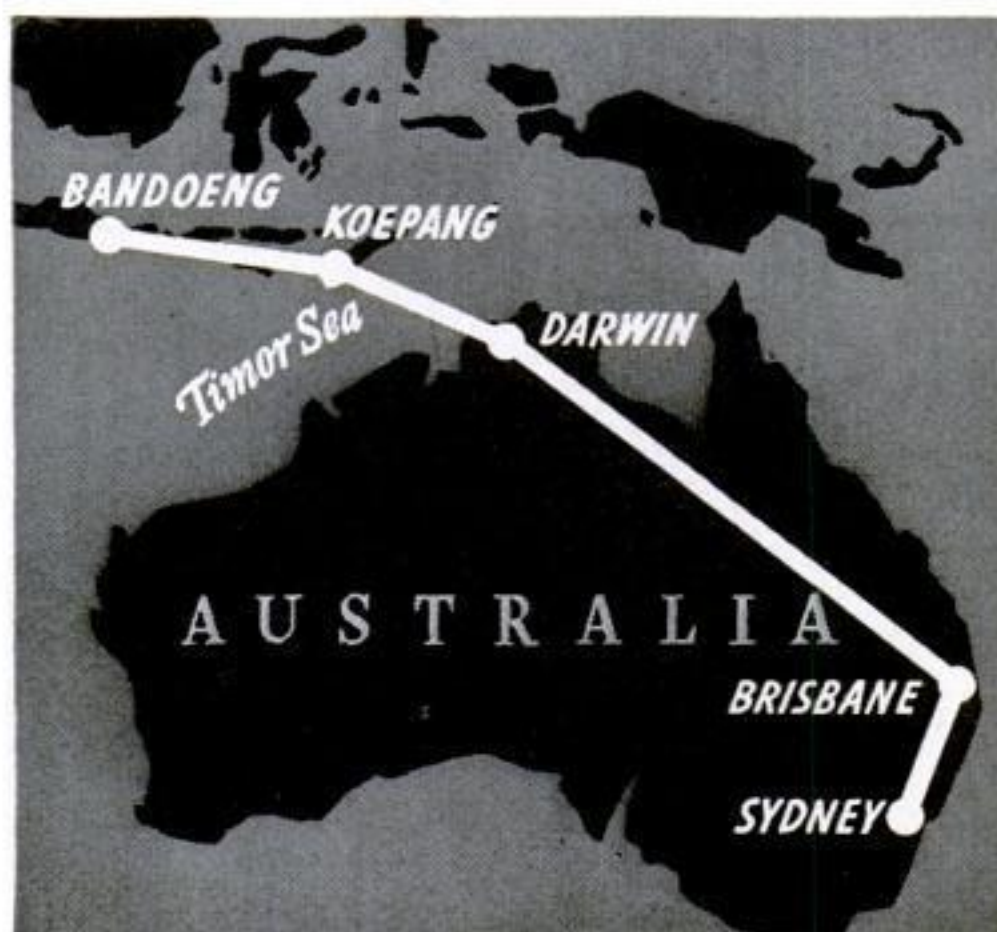 BANDOENG
KOEPANG
Timor Sea
DARWIN
AUSTRALIA
BRISBANE
SYDNEY